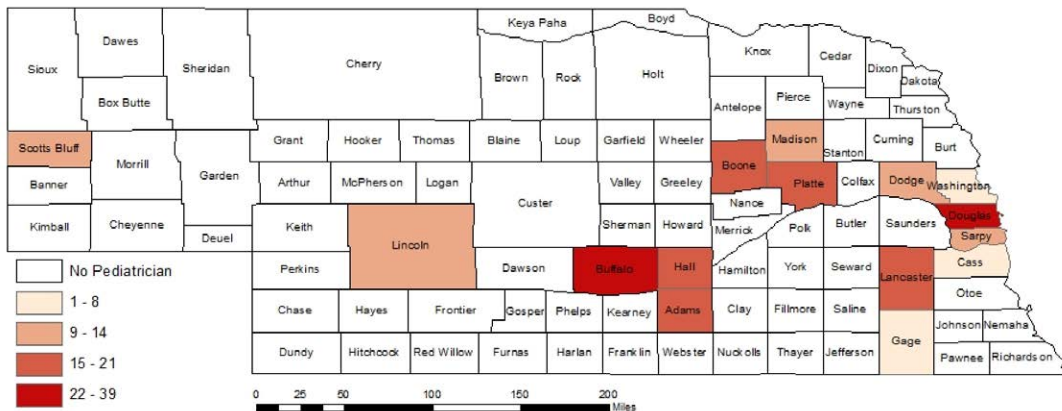 Keya Paha
Boyd
Dawes
Knox
Cedar
Sioux
Sheridan
Cherry
Brown
Rock
Holt
Dixon
Dakota
Box Butte
Antelope
Pierce
Wayne
Thurston
Scotts Bluff
Morrill
Grant
Hooker
Thomas
Blaine
Loup
Garfield
Wheeler
Madison
Stanton
Cuming
Burt
Banner
Garden
Arthur
McPherson
Logan
Valley
Greeley
Boone
Platte
Colfax
Dodge
Washington
Kimball
Cheyenne
Deuel
Keith
Lincoln
Custer
Sherman
Howard
Nance
Merrick
Polk
Butler
Saunders
Douglas
Sarpy
Perkins
Dawson
Buffalo
Hall
Hamilton
York
Seward
Lancaster
Cass
Otoe
Chase
Hayes
Frontier
Gosper
Phelps
Kearney
Adams
Clay
Fillmore
Saline
Johnson
Nemaha
Dundy
Hitchcock
Red Willow
Furnas
Harlan
Franklin
Webster
Nuckolls
Thayer
Jefferson
Gage
Pawnee
Richardson
No Pediatrician
1 - 8
9 - 14
15 - 21
22 - 39
0 25 50 100 150 200
Miles